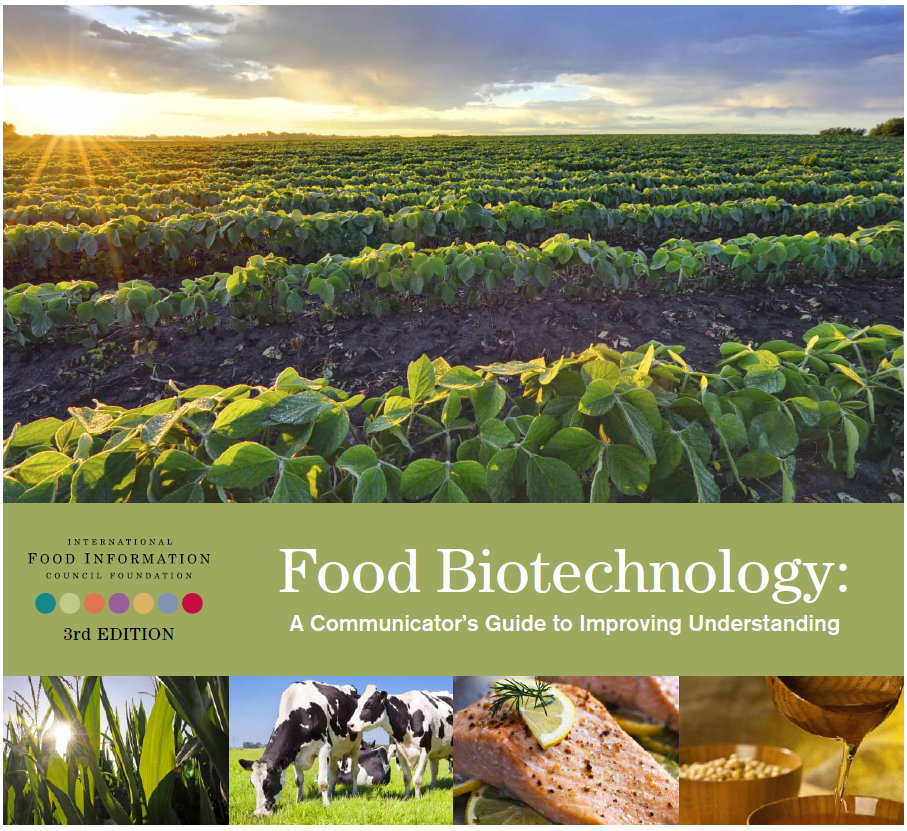 INTERNATIONAL
FOOD INFORMATION
COUNCIL FOUNDATION
3rd EDITION
Food Biotechnology:
A Communicator's Guide to Improving Understanding